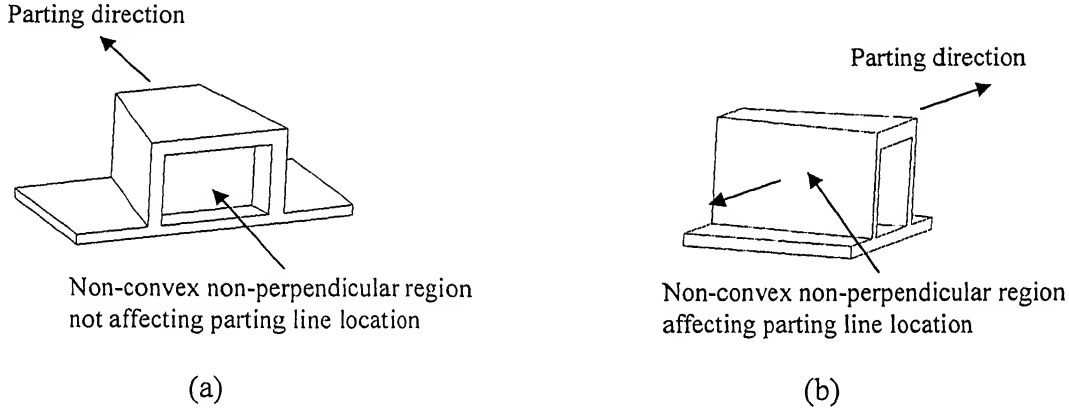 Parting direction
Non-convex non-perpendicular region
not affecting parting line location
(a)
Parting direction
Non-convex non-perpendicular region
affecting parting line location
(b)